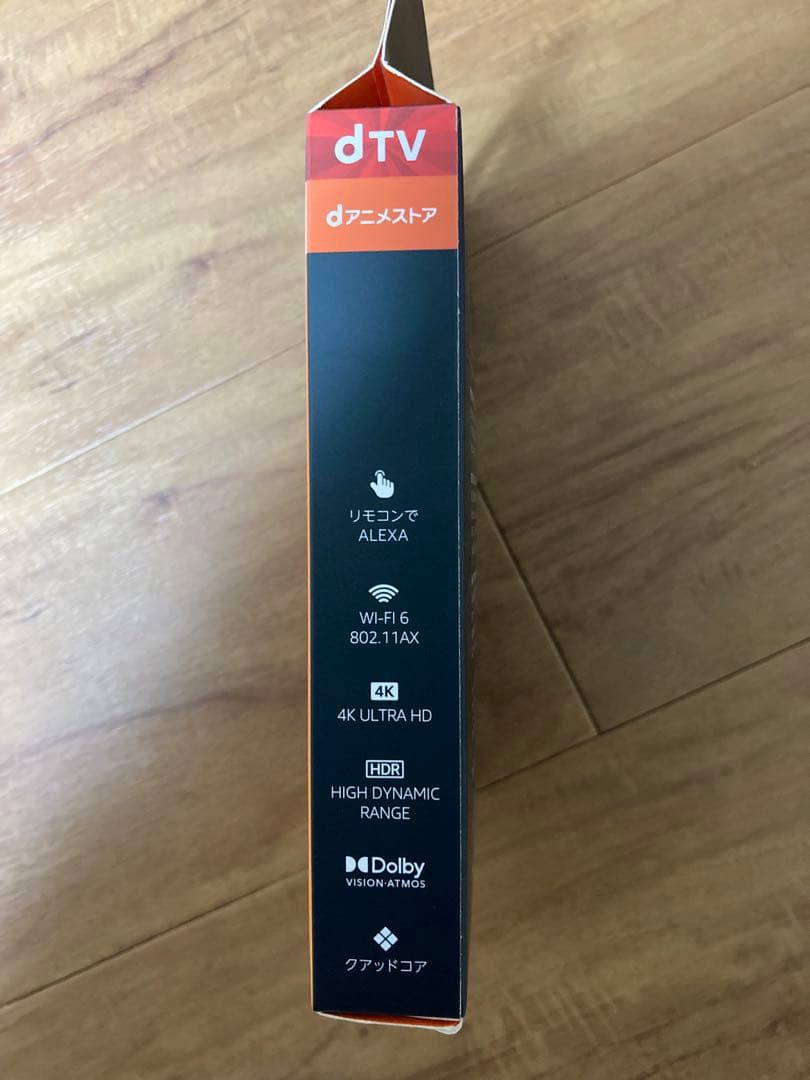 dTV
dアニメストア
リモコンで
ALEXA
WI-FI 6
802.11AX
4K
4K ULTRA HD
HDR
HIGH DYNAMIC
RANGE
Dolby
VISION·ATMOS
クアッドコア